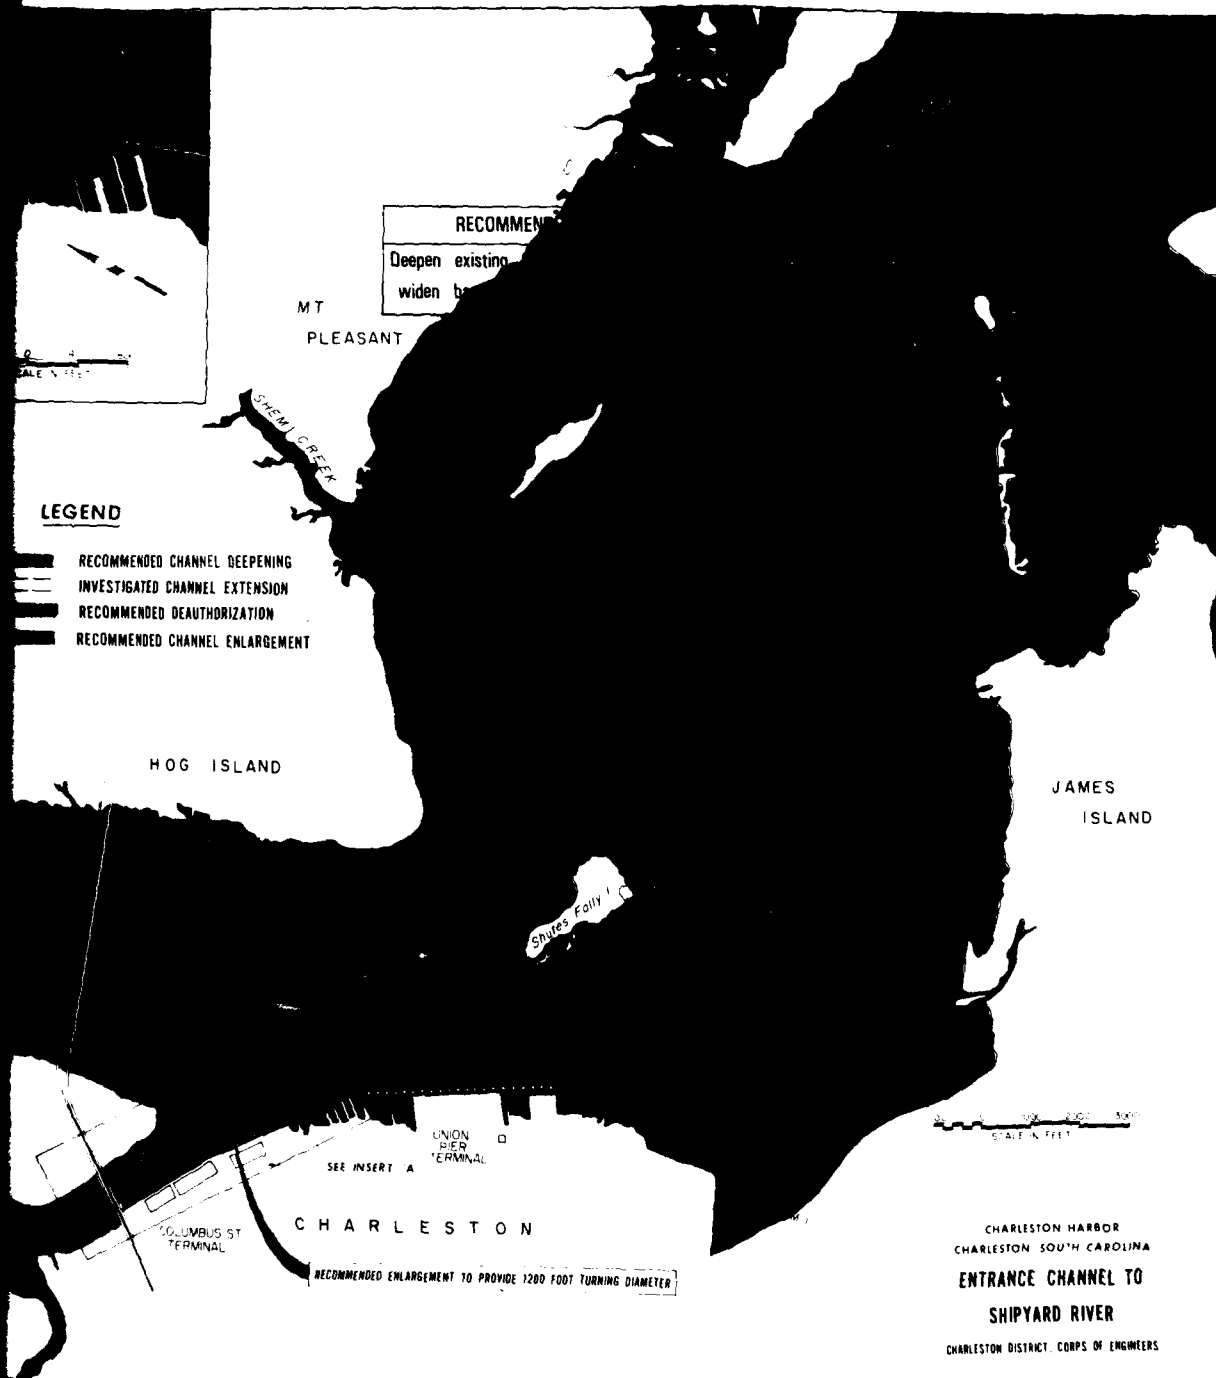 RECOMMEN
Deepen existing
widen
MT
PLEASANT
SCALE IN FEET
SHEM CREEK
LEGEND
RECOMMENDED CHANNEL DEEPENING
INVESTIGATED CHANNEL EXTENSION
RECOMMENDED DEAUTHORIZATION
RECOMMENDED CHANNEL ENLARGEMENT
HOG ISLAND
JAMES
ISLAND
Shutes Folly I
UNION
PIER
TERMINAL
SEE INSERT A
SCALE IN FEET
COLUMBUS ST
TERMINAL
CHARLESTON
RECOMMENDED ENLARGEMENT TO PROVIDE 1200 FOOT TURNING DIAMETER
CHARLESTON HARBOR
CHARLESTON SOUTH CAROLINA
ENTRANCE CHANNEL TO
SHIPYARD RIVER
CHARLESTON DISTRICT. CORPS OF ENGINEERS